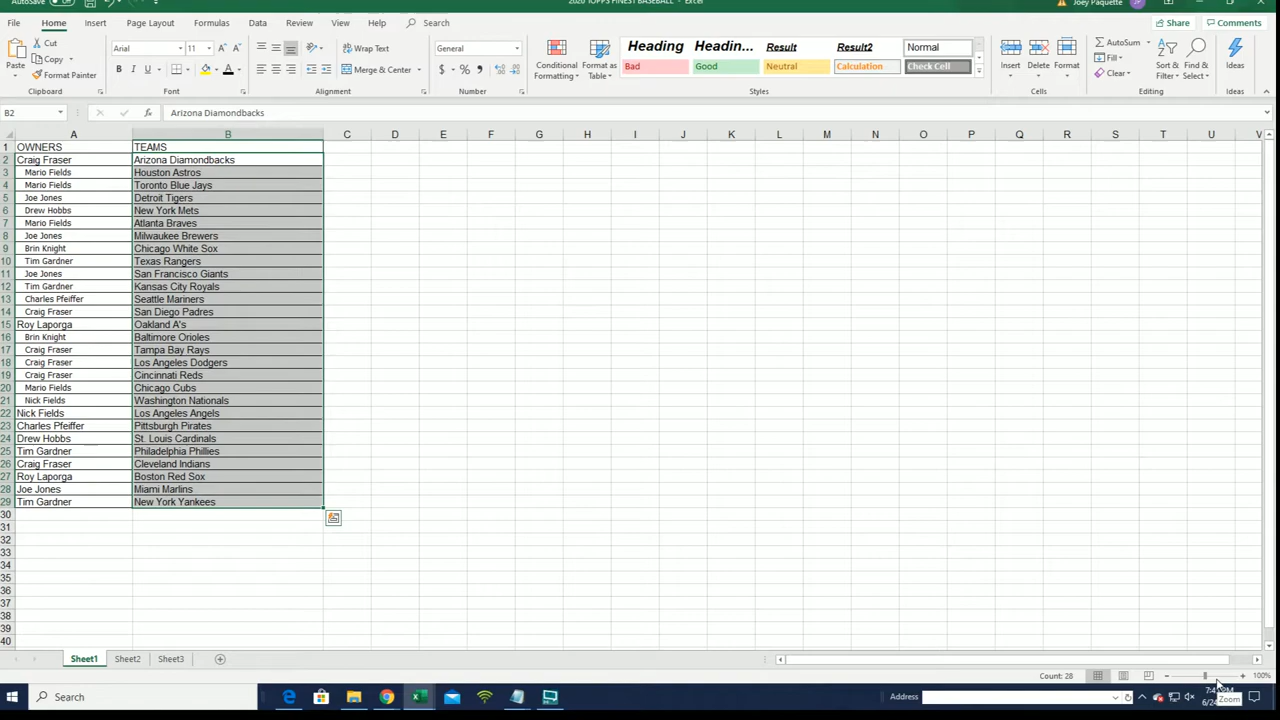 AutoSave Off 2020 TOPPS FINEST BASEBALL - Excel Joey Paquette JP
File Home Insert Page Layout Formulas Data Review View Help Search Share Comments
Paste Cut Copy Format Painter Clipboard
Arial 11 A A B I U A Font
Wrap Text Merge & Center Alignment
General $ % , Number
Conditional Formatting Format as Table
Heading Headin... Result Result2 Normal
Bad Good Neutral Calculation Check Cell
Styles
Insert Delete Format Cells
AutoSum Fill Clear Sort & Filter Find & Select Editing
Ideas Ideas
B2 fx Arizona Diamondbacks
A B C D E F G H I J K L M N O P Q R S T U V
1 OWNERS TEAMS
2 Craig Fraser Arizona Diamondbacks
3 Mario Fields Houston Astros
4 Mario Fields Toronto Blue Jays
5 Joe Jones Detroit Tigers
6 Drew Hobbs New York Mets
7 Mario Fields Atlanta Braves
8 Joe Jones Milwaukee Brewers
9 Brin Knight Chicago White Sox
10 Tim Gardner Texas Rangers
11 Joe Jones San Francisco Giants
12 Tim Gardner Kansas City Royals
13 Charles Pfeiffer Seattle Mariners
14 Craig Fraser San Diego Padres
15 Roy Laporga Oakland A's
16 Brin Knight Baltimore Orioles
17 Craig Fraser Tampa Bay Rays
18 Craig Fraser Los Angeles Dodgers
19 Craig Fraser Cincinnati Reds
20 Mario Fields Chicago Cubs
21 Nick Fields Washington Nationals
22 Nick Fields Los Angeles Angels
23 Charles Pfeiffer Pittsburgh Pirates
24 Drew Hobbs St. Louis Cardinals
25 Tim Gardner Philadelphia Phillies
26 Craig Fraser Cleveland Indians
27 Roy Laporga Boston Red Sox
28 Joe Jones Miami Marlins
29 Tim Gardner New York Yankees
30
31
32
33
34
35
36
37
38
39
40
Sheet1 Sheet2 Sheet3
Count: 28 100%
Search Address
Zoom